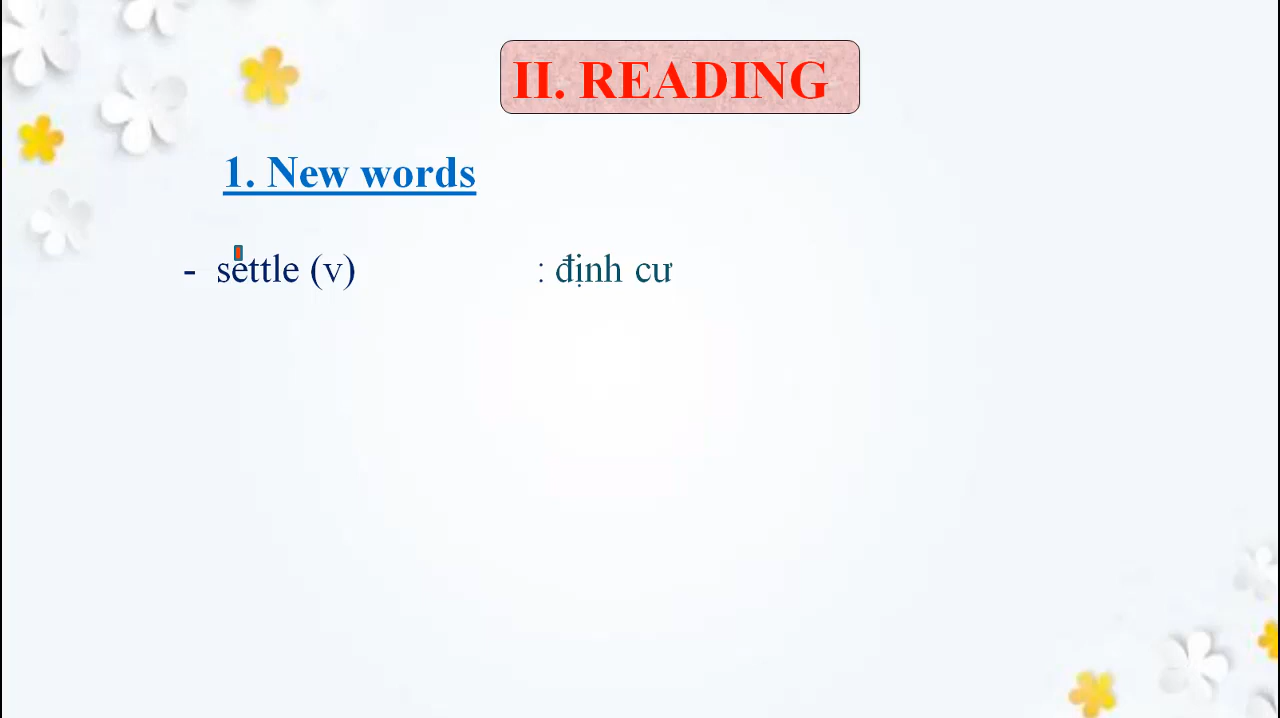 II. READING
1. New words
- settle (v) : định cư